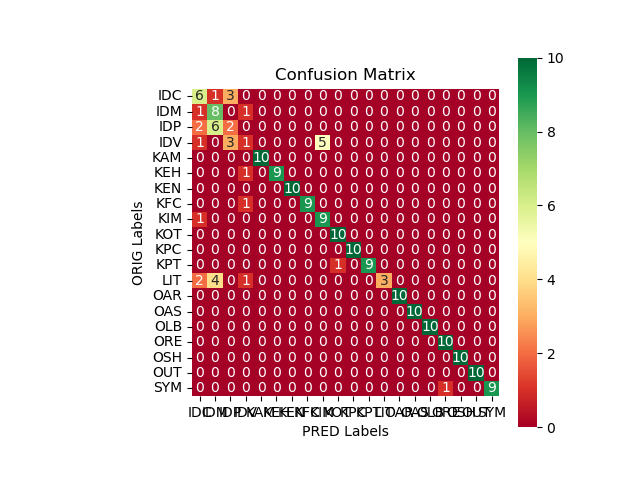 Confusion Matrix
IDC 6 1 3 0 0 0 0 0 0 0 0 0 0 0 0 0 0 0 0 0
IDM 1 8 0 1 0 0 0 0 0 0 0 0 0 0 0 0 0 0 0 0
IDP 2 6 2 0 0 0 0 0 0 0 0 0 0 0 0 0 0 0 0 0
IDV 1 0 3 1 0 0 0 0 5 0 0 0 0 0 0 0 0 0 0 0
KAM 0 0 0 0 10 0 0 0 0 0 0 0 0 0 0 0 0 0 0 0
KEH 0 0 0 1 0 9 0 0 0 0 0 0 0 0 0 0 0 0 0 0
KEN 0 0 0 0 0 0 10 0 0 0 0 0 0 0 0 0 0 0 0 0
KFC 0 0 0 1 0 0 0 9 0 0 0 0 0 0 0 0 0 0 0 0
KIM 1 0 0 0 0 0 0 0 9 0 0 0 0 0 0 0 0 0 0 0
KOT 0 0 0 0 0 0 0 0 0 10 0 0 0 0 0 0 0 0 0 0
KPC 0 0 0 0 0 0 0 0 0 0 10 0 0 0 0 0 0 0 0 0
KPT 0 0 0 0 0 0 0 0 0 1 0 9 0 0 0 0 0 0 0 0
LIT 2 4 0 1 0 0 0 0 0 0 0 0 3 0 0 0 0 0 0 0
OAR 0 0 0 0 0 0 0 0 0 0 0 0 0 10 0 0 0 0 0 0
OAS 0 0 0 0 0 0 0 0 0 0 0 0 0 0 10 0 0 0 0 0
OLB 0 0 0 0 0 0 0 0 0 0 0 0 0 0 0 10 0 0 0 0
ORE 0 0 0 0 0 0 0 0 0 0 0 0 0 0 0 0 10 0 0 0
OSH 0 0 0 0 0 0 0 0 0 0 0 0 0 0 0 0 0 10 0 0
OUT 0 0 0 0 0 0 0 0 0 0 0 0 0 0 0 0 0 0 10 0
SYM 0 0 0 0 0 0 0 0 0 0 0 0 0 0 0 0 1 0 0 9
IDC IDM IDP IDV KAM KEH KEN KFC KIM KOT KPC KPT LIT OAR OAS OLB ORE OSH OUT SYM
PRED Labels
ORIG Labels
10
8
6
4
2
0